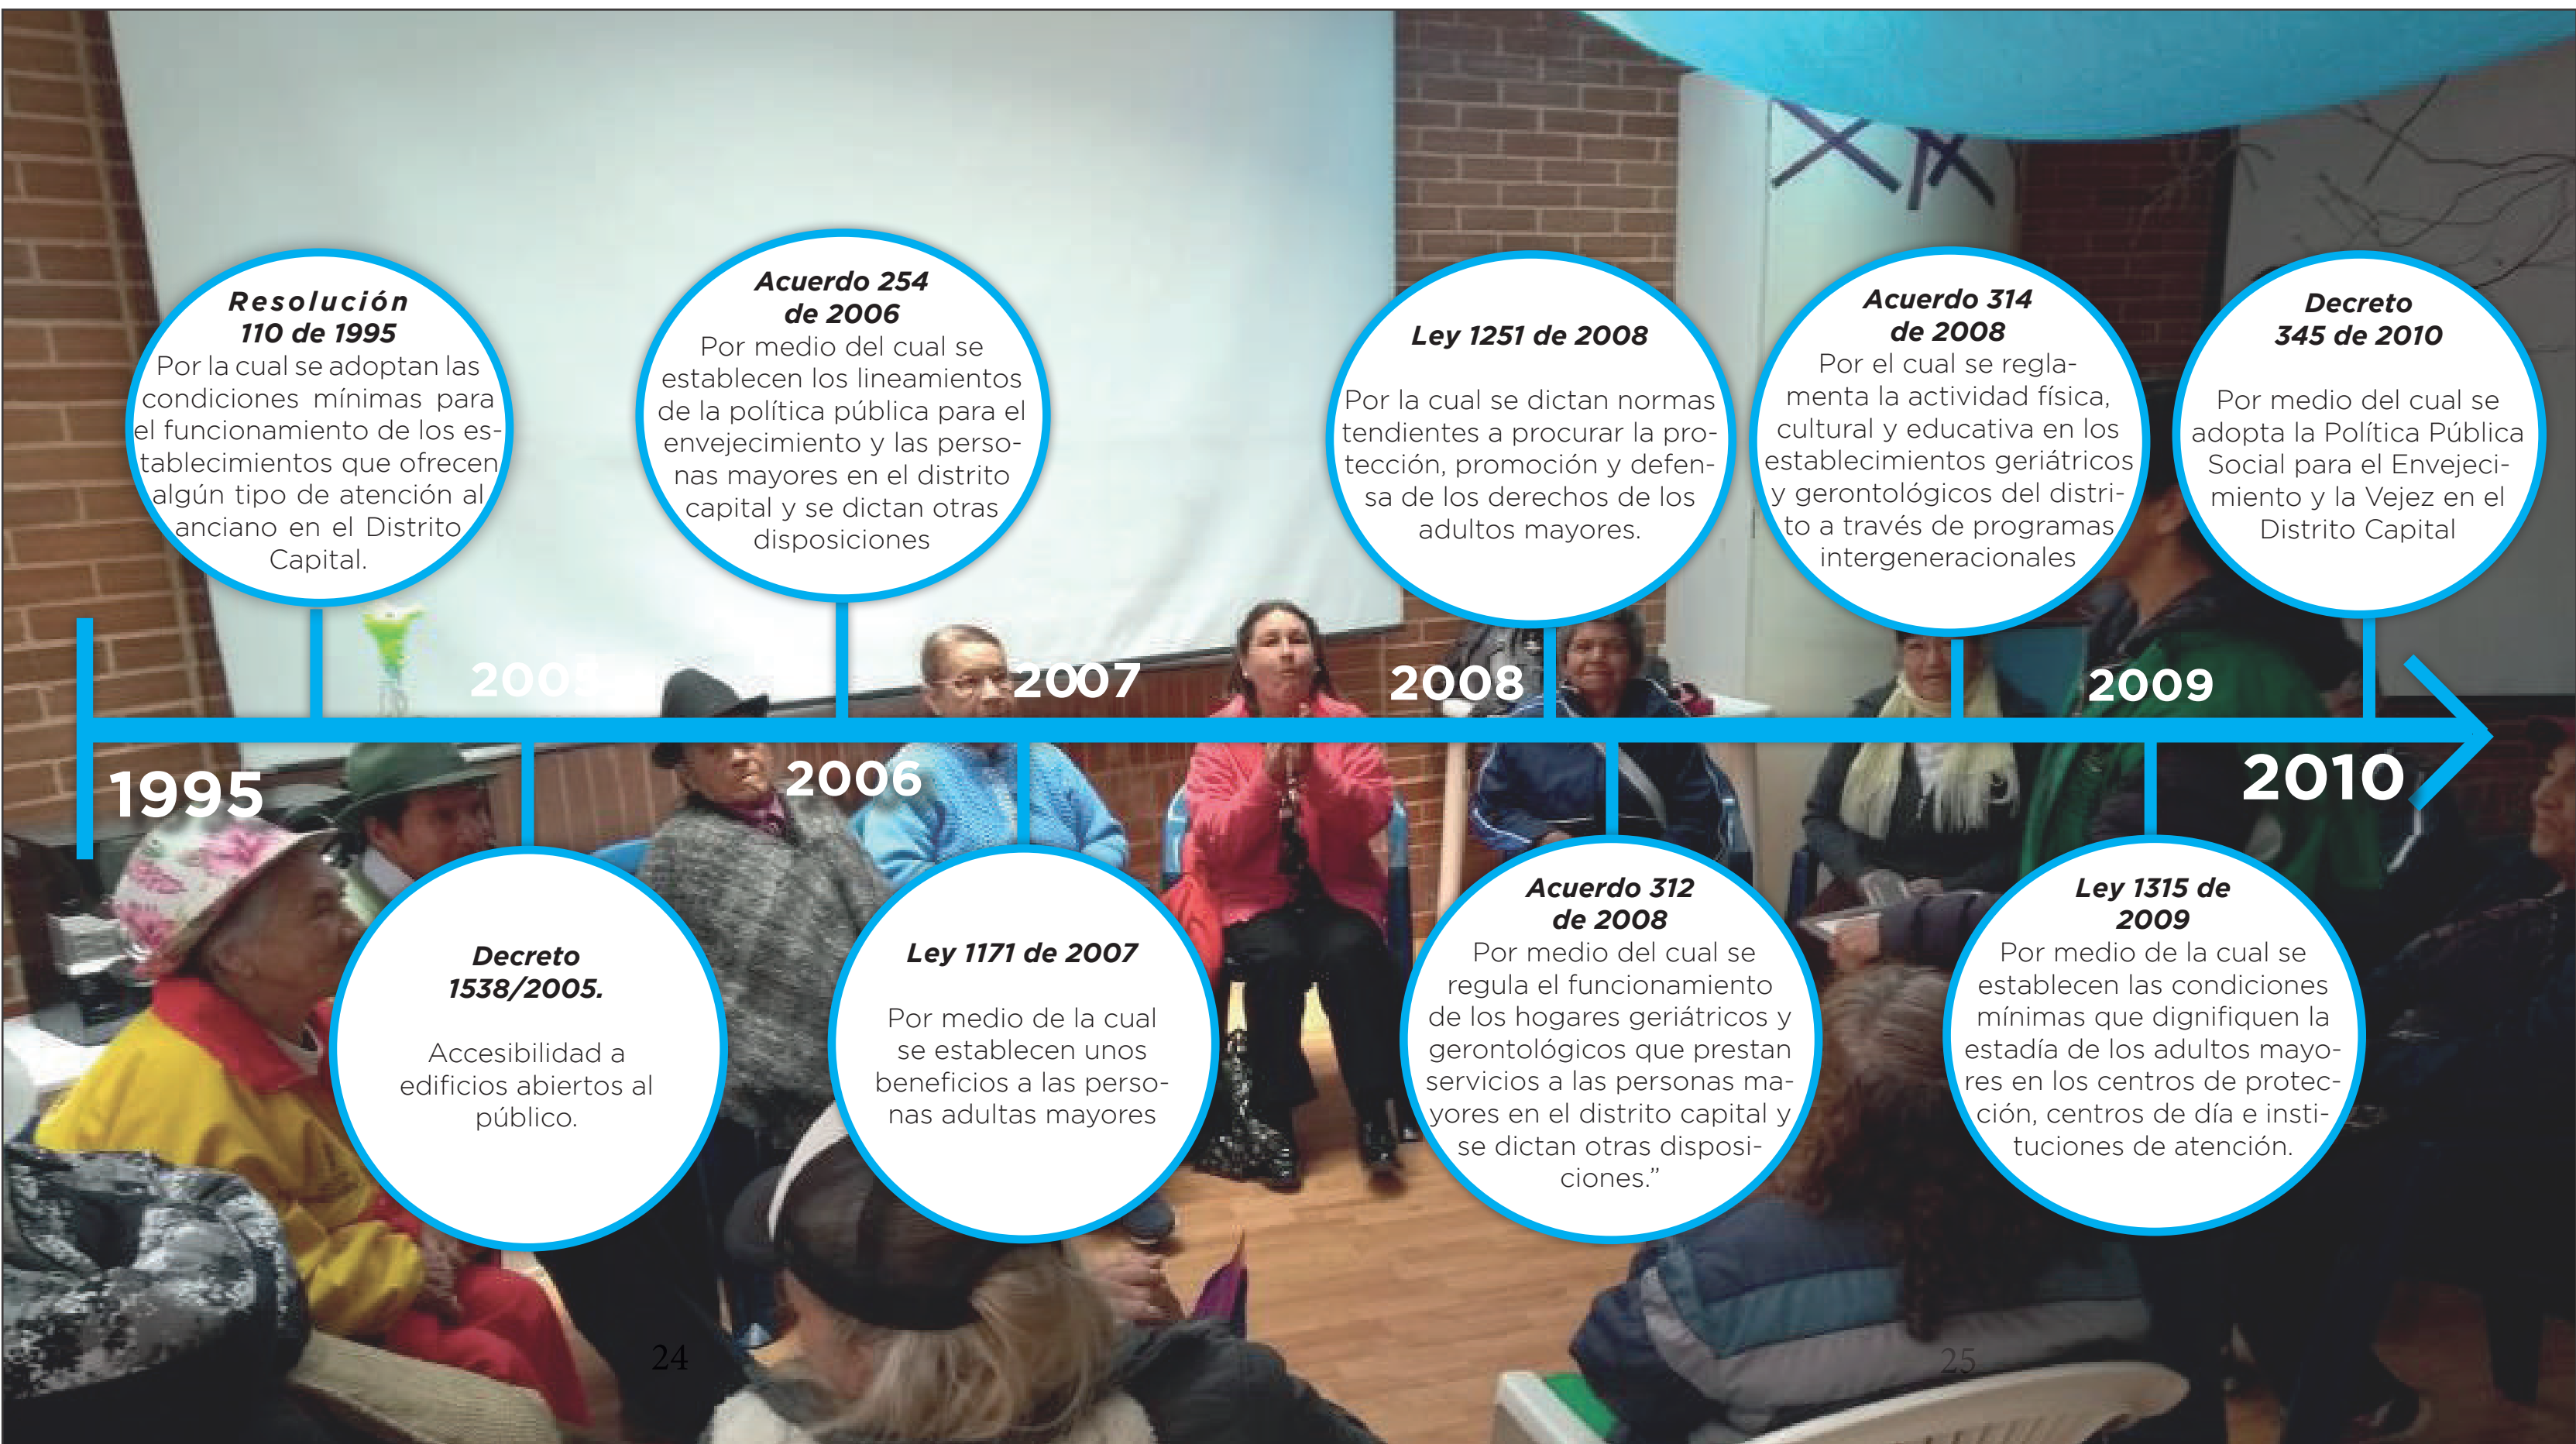 Resolución
110 de 1995
Por la cual se adoptan las
condiciones mínimas para
el funcionamiento de los es-
tablecimientos que ofrecen
algún tipo de atención al
anciano en el Distrito
Capital.
Acuerdo 254
de 2006
Por medio del cual se
establecen los lineamientos
de la política pública para el
envejecimiento y las perso-
nas mayores en el distrito
capital y se dictan otras
disposiciones
Ley 1251 de 2008
Por la cual se dictan normas
tendientes a procurar la pro-
tección, promoción y defen-
sa de los derechos de los
adultos mayores.
Acuerdo 314
de 2008
Por el cual se regla-
menta la actividad física,
cultural y educativa en los
establecimientos geriátricos
y gerontológicos del distri-
to a través de programas
intergeneracionales
Decreto
345 de 2010
Por medio del cual se
adopta la Política Pública
Social para el Envejeci-
miento y la Vejez en el
Distrito Capital
2005
2007
2008
2009
1995
2006
2010
Decreto
1538/2005.
Accesibilidad a
edificios abiertos al
público.
Ley 1171 de 2007
Por medio de la cual
se establecen unos
beneficios a las perso-
nas adultas mayores
Acuerdo 312
de 2008
Por medio del cual se
regula el funcionamiento
de los hogares geriátricos y
gerontológicos que prestan
servicios a las personas ma-
yores en el distrito capital y
se dictan otras disposi-
ciones.”
Ley 1315 de
2009
Por medio de la cual se
establecen las condiciones
mínimas que dignifiquen la
estadía de los adultos mayo-
res en los centros de protec-
ción, centros de día e insti-
tuciones de atención.
24
25